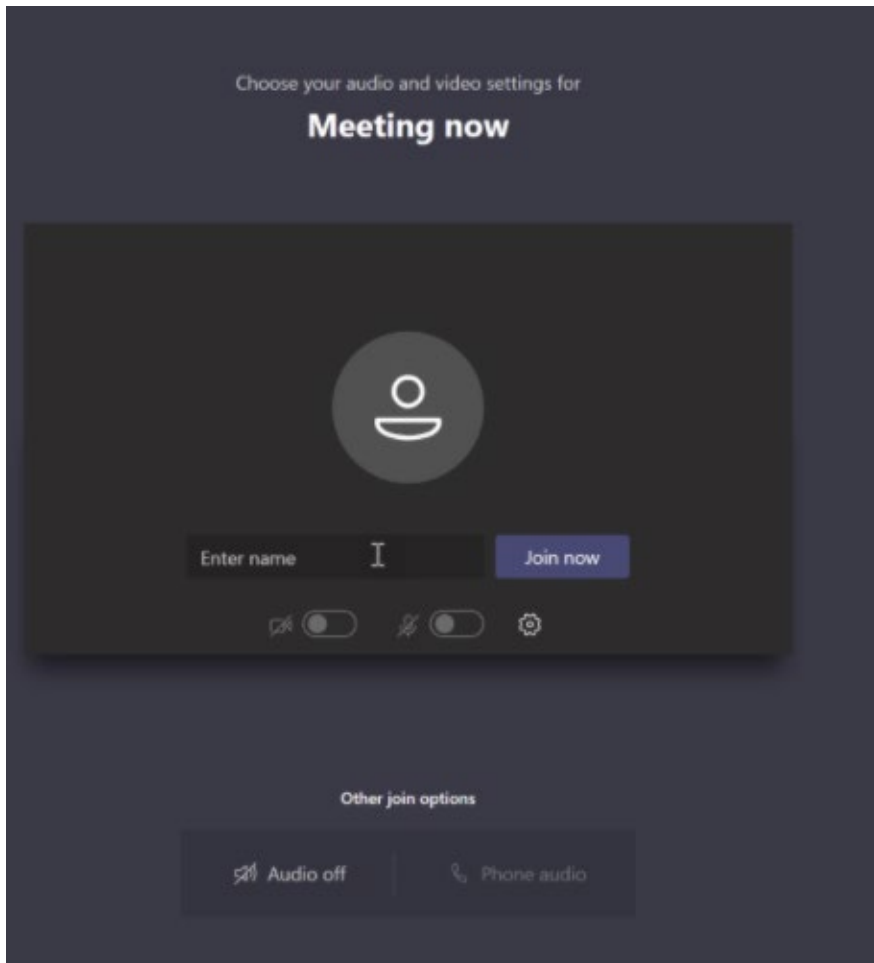 Choose your audio and video settings for
Meeting now
Enter name
Join now
Other join options
Audio off
Phone audio